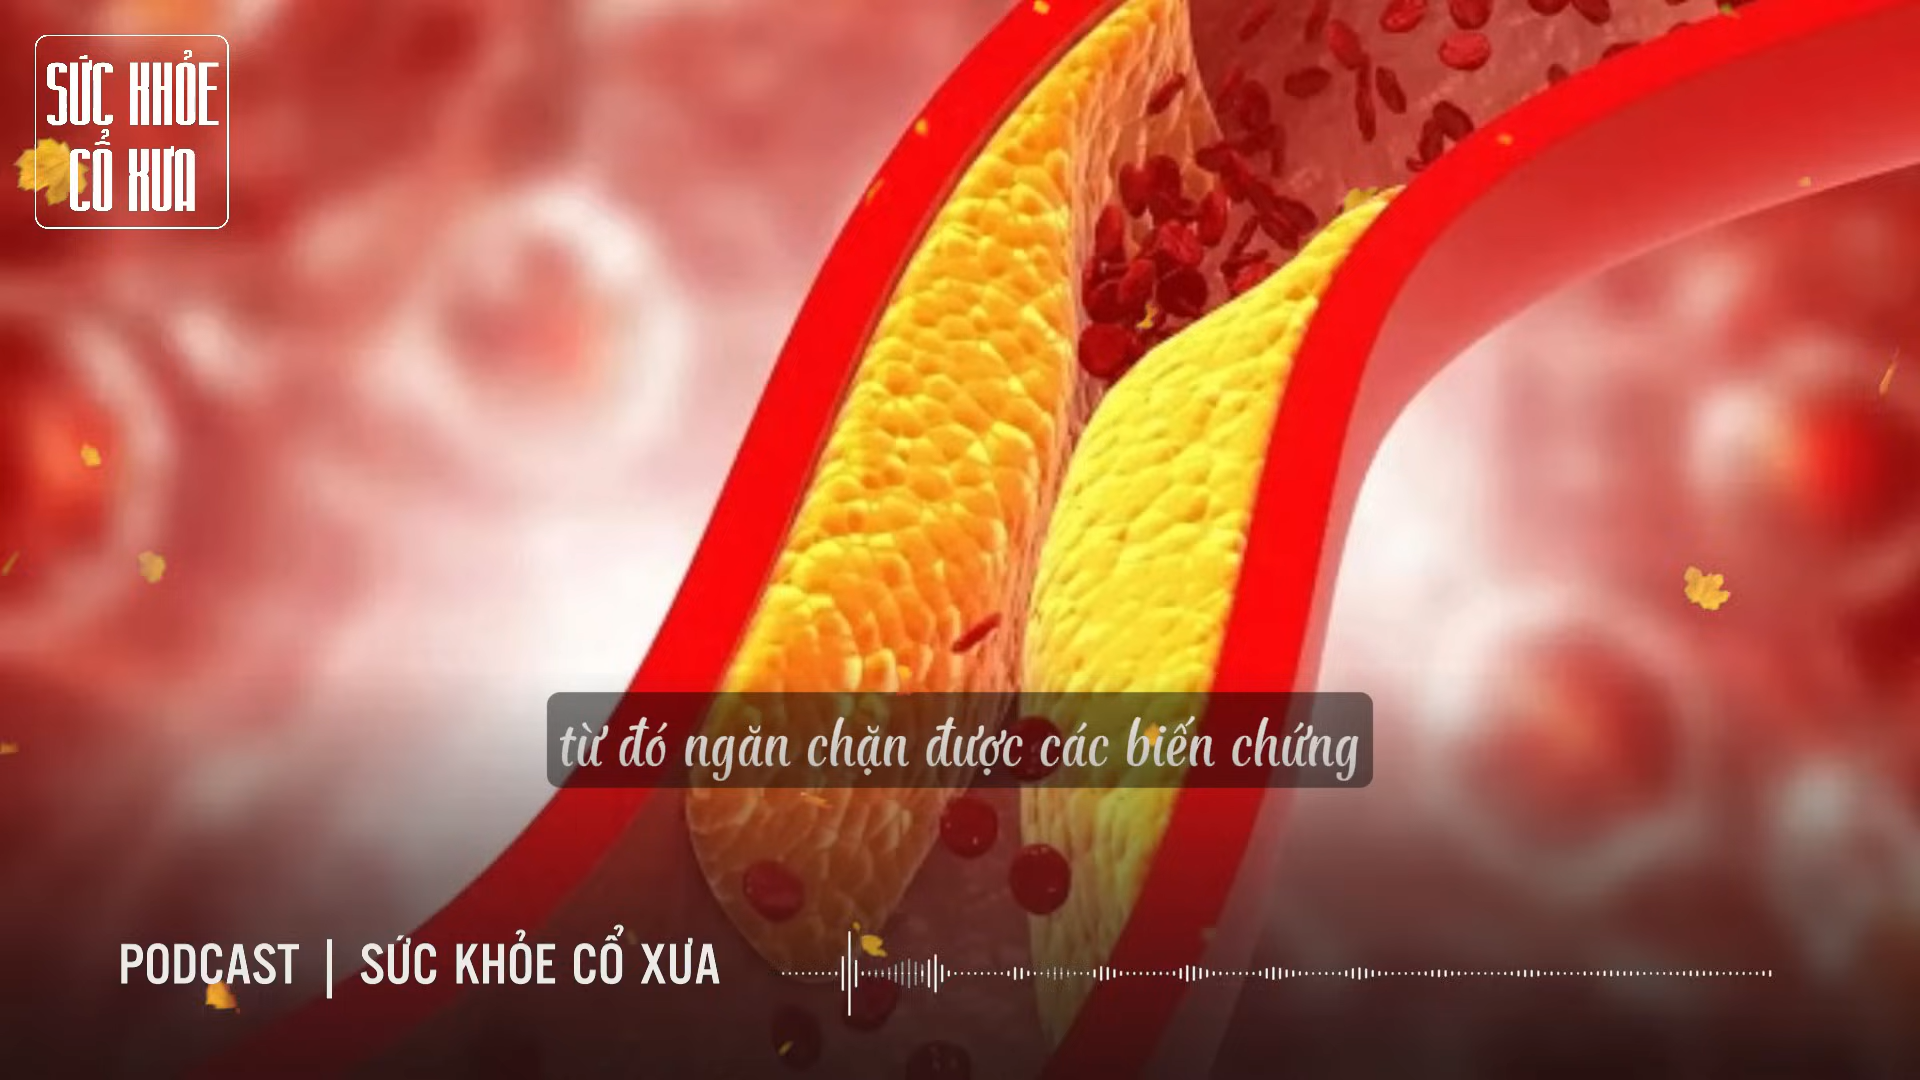 SỨC KHỎE
CỔ XƯA
từ đó ngăn chặn được các biến chứng
PODCAST | SỨC KHỎE CỔ XƯA